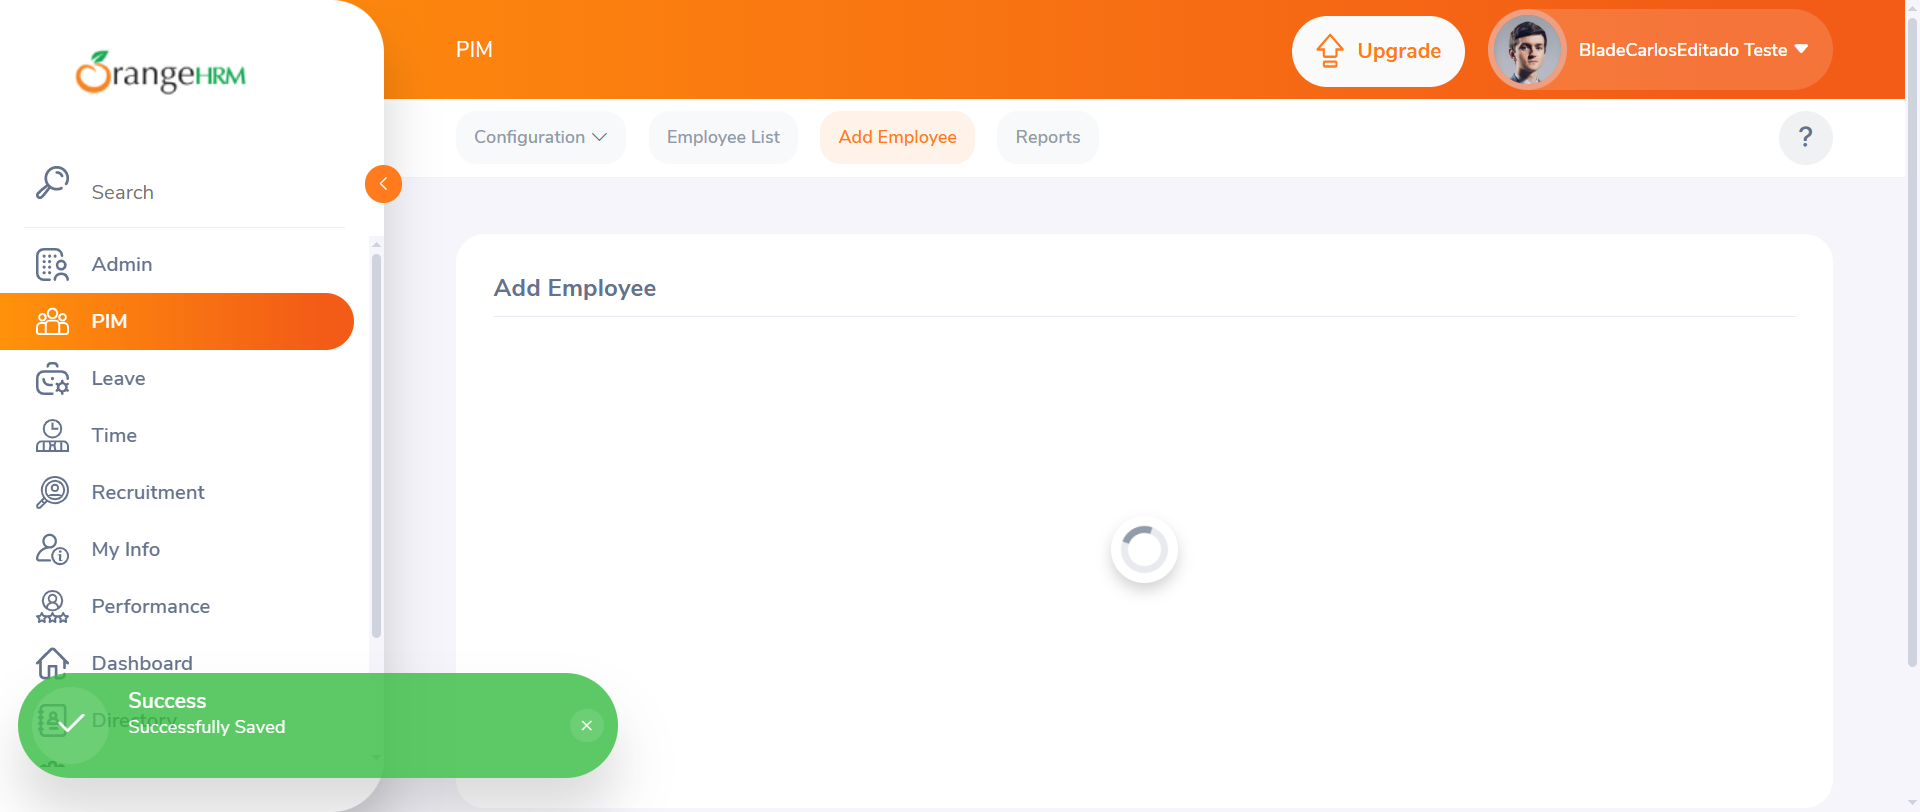 OrangeHRM
PIM
Upgrade
BladeCarlosEditado Teste
Search
Configuration
Employee List
Add Employee
Reports
?
Admin
PIM
Leave
Time
Recruitment
My Info
Performance
Dashboard
Directory
Add Employee
Success
Successfully Saved